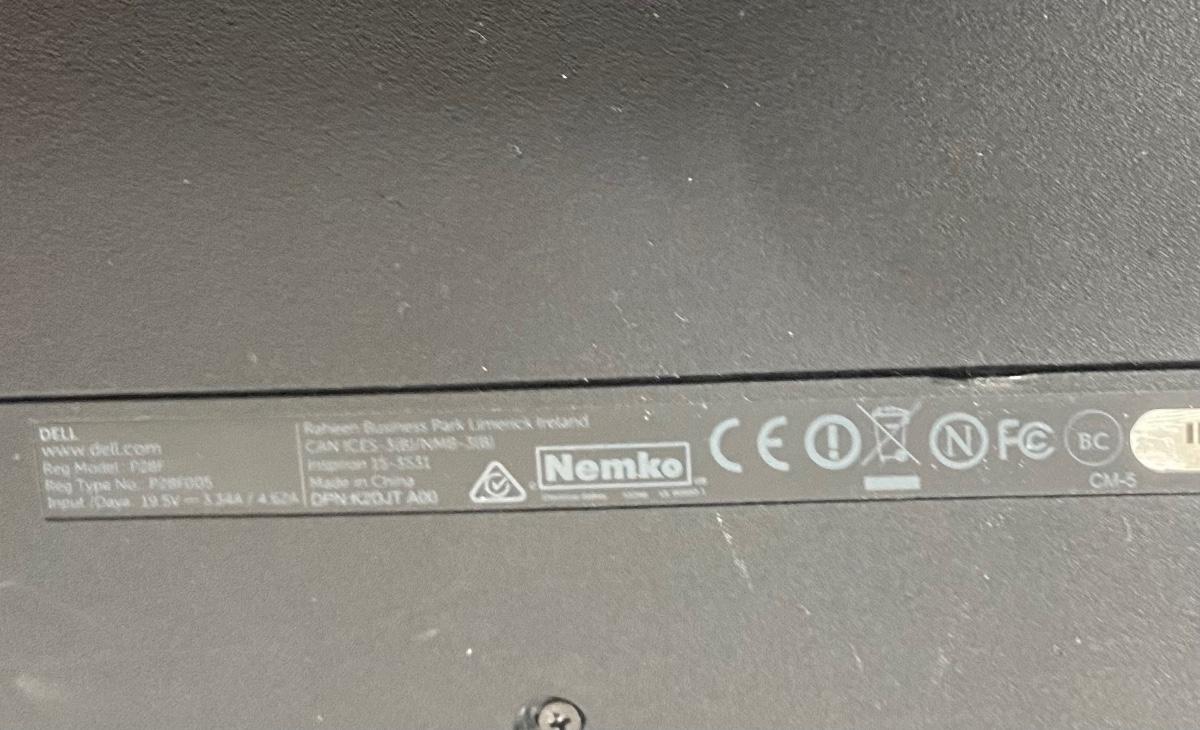 DELL
www.dell.com
Reg Model: P28F
Reg Type No.: P28F005
Input /Daya 19.5V 3.34A / 4.62A
Raheen Business Park Limerick Ireland
CAN ICES-3(B)/NMB-3(B)
Inspiron 15-3531
Made in China
DPN K20JT A00
Nemko
CE
N
FC
BC
CM-5